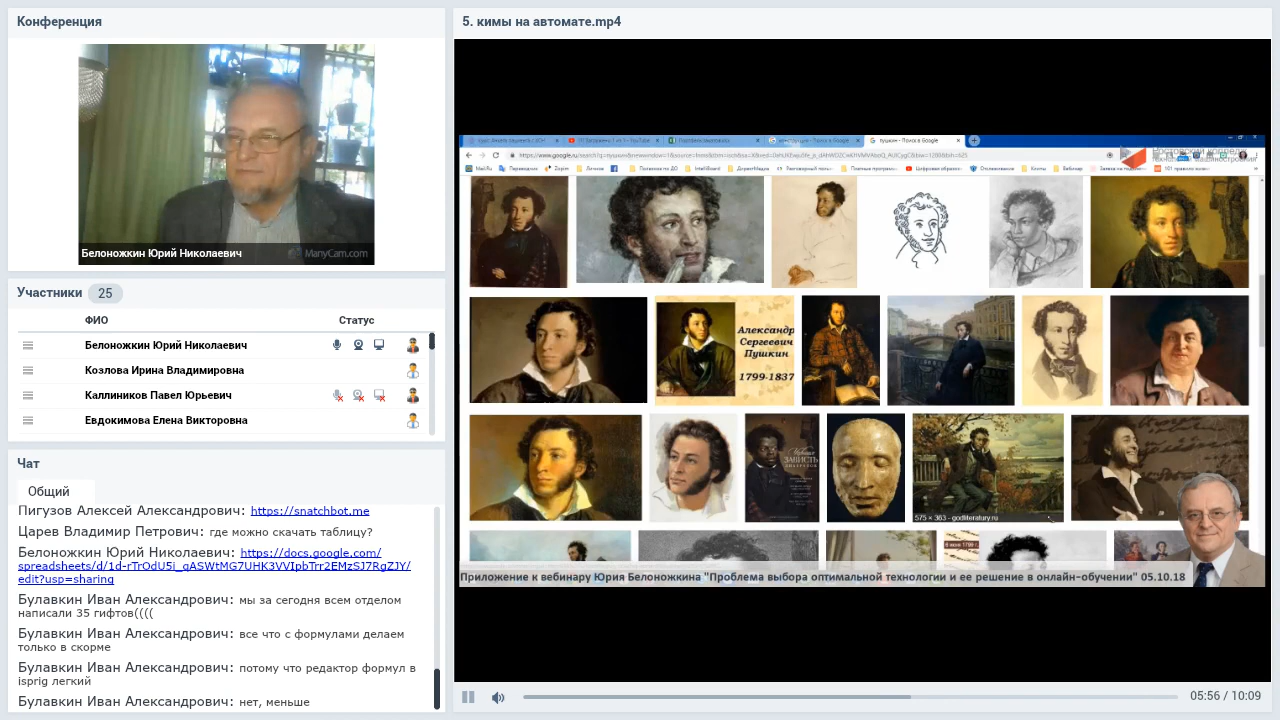 Конференция
Белоножкин Юрий Николаевич
ManyCam.com
Участники 25
ФИО Статус
Белоножкин Юрий Николаевич
Козлова Ирина Владимировна
Каллиников Павел Юрьевич
Евдокимова Елена Викторовна
Чат
Общий
Пигузов Алексей Александрович: https://snatchbot.me
Царев Владимир Петрович: где можно скачать таблицу?
Белоножкин Юрий Николаевич: https://docs.google.com/
spreadsheets/d/1d-rTrOdU5i_qASWtMG7UHK3VVIpbTrr2EMzSJ7RgZJY/
edit?usp=sharing
Булавкин Иван Александрович: мы за сегодня всем отделом
написали 35 гифтов((((
Булавкин Иван Александрович: все что с формулами делаем
только в скорме
Булавкин Иван Александрович: потому что редактор формул в
isprig легкий
Булавкин Иван Александрович: нет, меньше
5. кимы на автомате.mp4
пушкин - Поиск в Google
Александр
Сергеевич
Пушкин
1799-1837
ЗАВИСТЬ
575 × 363 - godliteratury.ru
Приложение к вебинару Юрия Белоножкина "Проблема выбора оптимальной технологии и ее решение в онлайн-обучении" 05.10.18
05:56 / 10:09